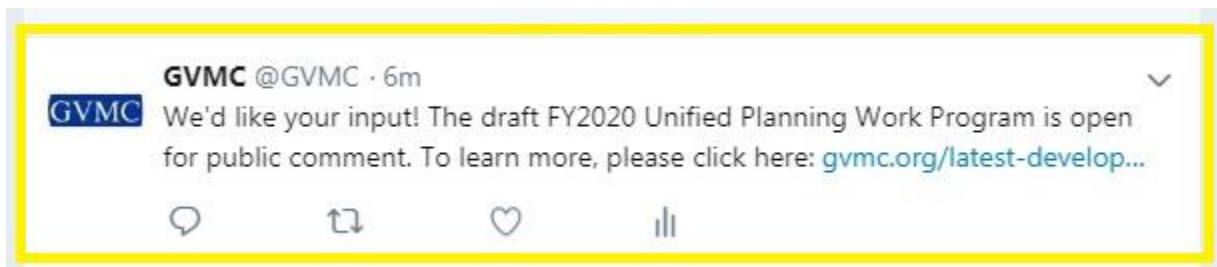 GVMC @GVMC · 6m
GVMC
We'd like your input! The draft FY2020 Unified Planning Work Program is open
for public comment. To learn more, please click here: gvmc.org/latest-develop...